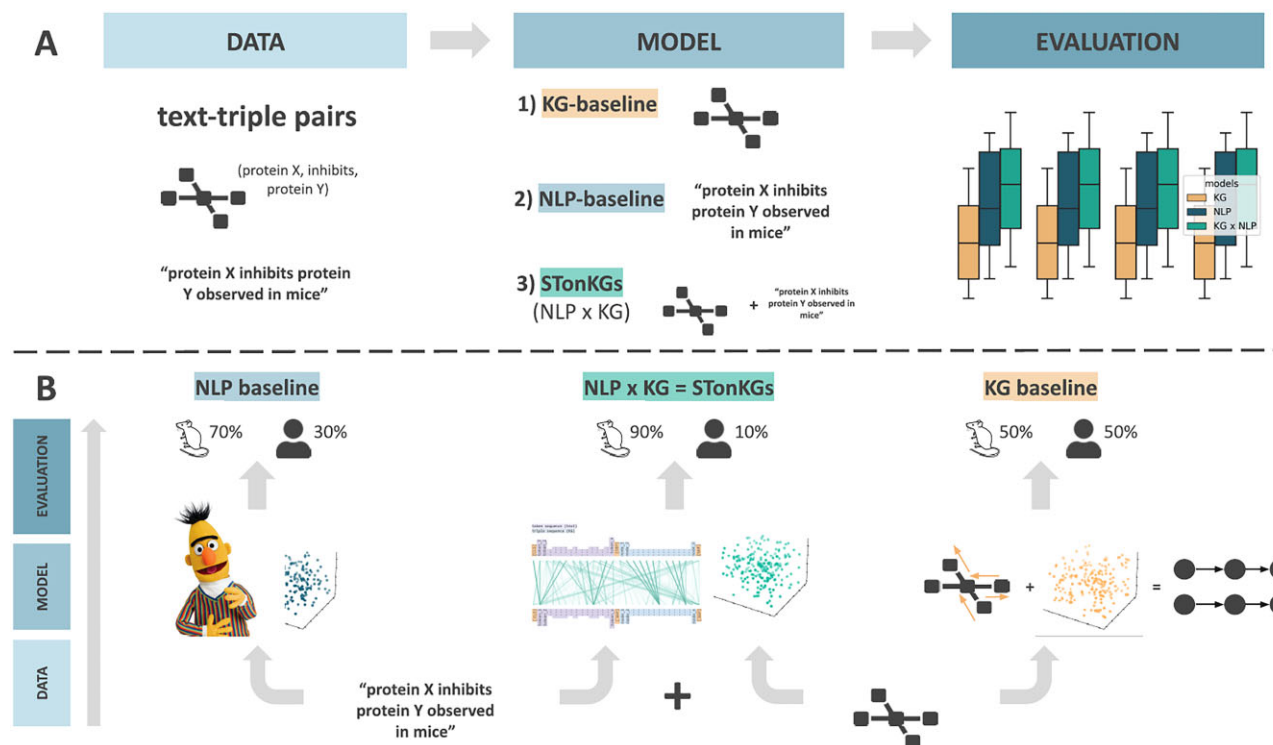 A
DATA
MODEL
EVALUATION
text-triple pairs
(protein X, inhibits,
protein Y)
"protein X inhibits protein
Y observed in mice"
1) KG-baseline
2) NLP-baseline
"protein X inhibits
protein Y observed
in mice"
3) STonKGs
(NLP x KG)
+
"protein X inhibits
protein Y observed in
mice"
models
KG
NLP
KG x NLP
B
EVALUATION
MODEL
DATA
NLP baseline
70%
30%
NLP x KG = STonKGs
90%
10%
KG baseline
50%
50%
+
=
"protein X inhibits
protein Y observed
in mice"
+